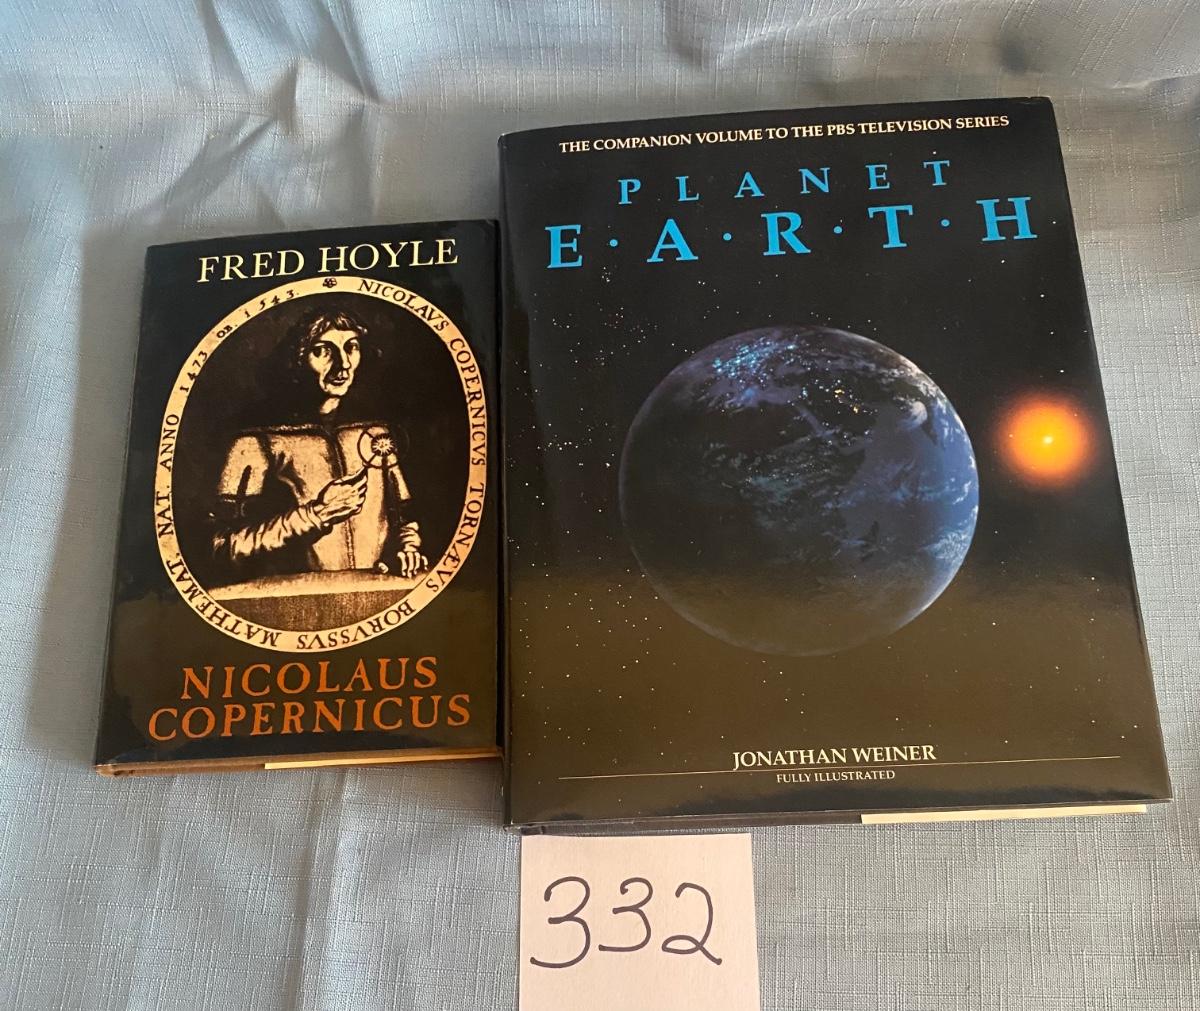 FRED HOYLE
NICOLAVS COPERNICVS TORNÆVS BORVSSVS MATHEMAT. NAT. ANNO 1473 OB. 1543.
NICOLAUS
COPERNICUS
THE COMPANION VOLUME TO THE PBS TELEVISION SERIES
PLANET
E·A·R·T·H
JONATHAN WEINER
FULLY ILLUSTRATED
332